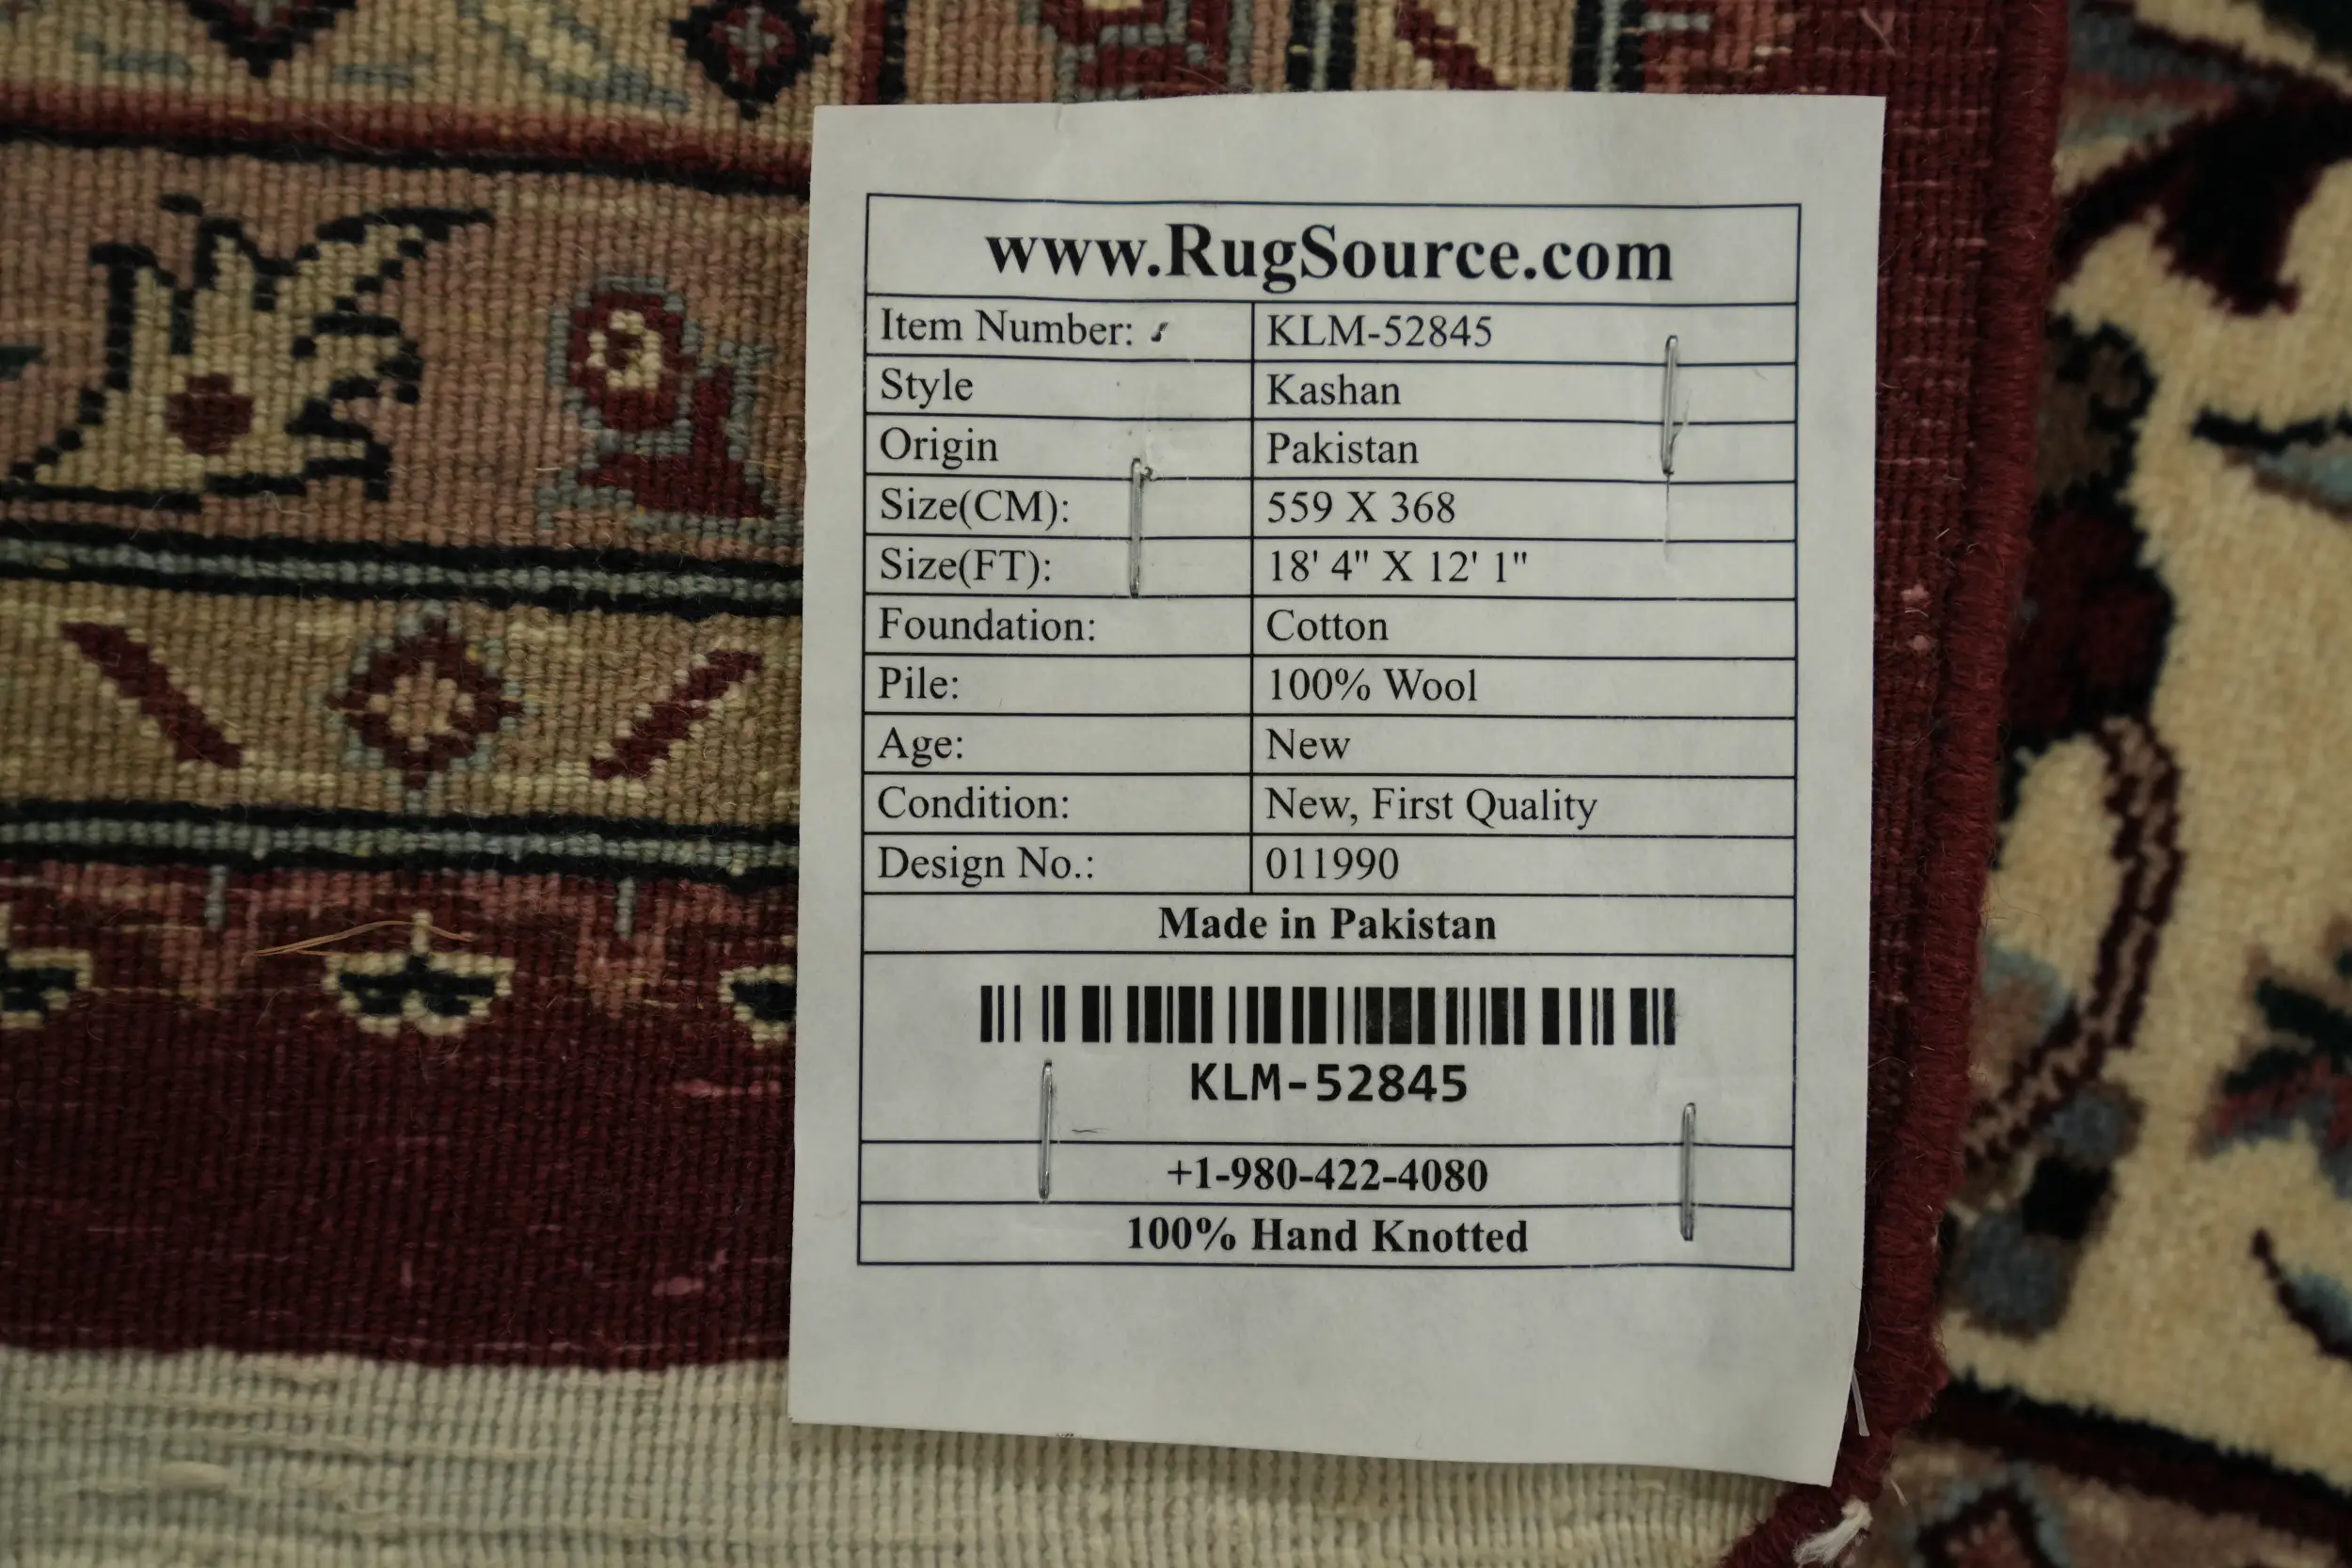 www.RugSource.com
Item Number: KLM-52845
Style Kashan
Origin Pakistan
Size(CM): 559 X 368
Size(FT): 18' 4" X 12' 1"
Foundation: Cotton
Pile: 100% Wool
Age: New
Condition: New, First Quality
Design No.: 011990
Made in Pakistan
KLM-52845
+1-980-422-4080
100% Hand Knotted